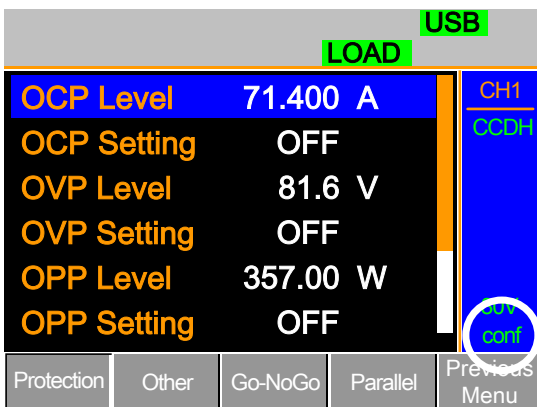 USB
LOAD
OCP Level 71.400 A
OCP Setting OFF
OVP Level 81.6 V
OVP Setting OFF
OPP Level 357.00 W
OPP Setting OFF
CH1
CCDH
80V
conf
Protection
Other
Go-NoGo
Parallel
Previous
Menu